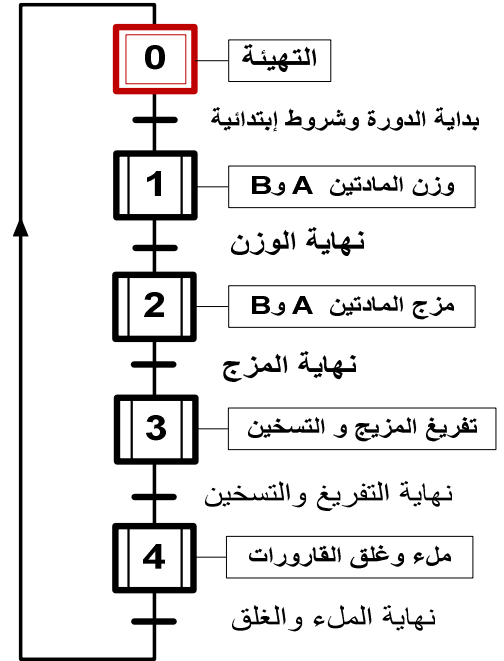 0
التهيئة
بداية الدورة وشروط إبتدائية
1
وزن المادتين A وB
نهاية الوزن
2
مزج المادتين A وB
نهاية المزج
3
تفريغ المزيج و التسخين
نهاية التفريغ والتسخين
4
ملء وغلق القارورات
نهاية الملء والغلق